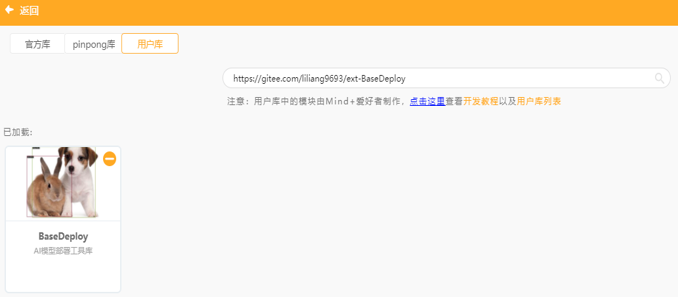 返回
官方库 pinpong库 用户库
https://gitee.com/liliang9693/ext-BaseDeploy
注意：用户库中的模块由Mind+爱好者制作，点击这里查看开发教程以及用户库列表
已加载:
BaseDeploy
AI模型部署工具库